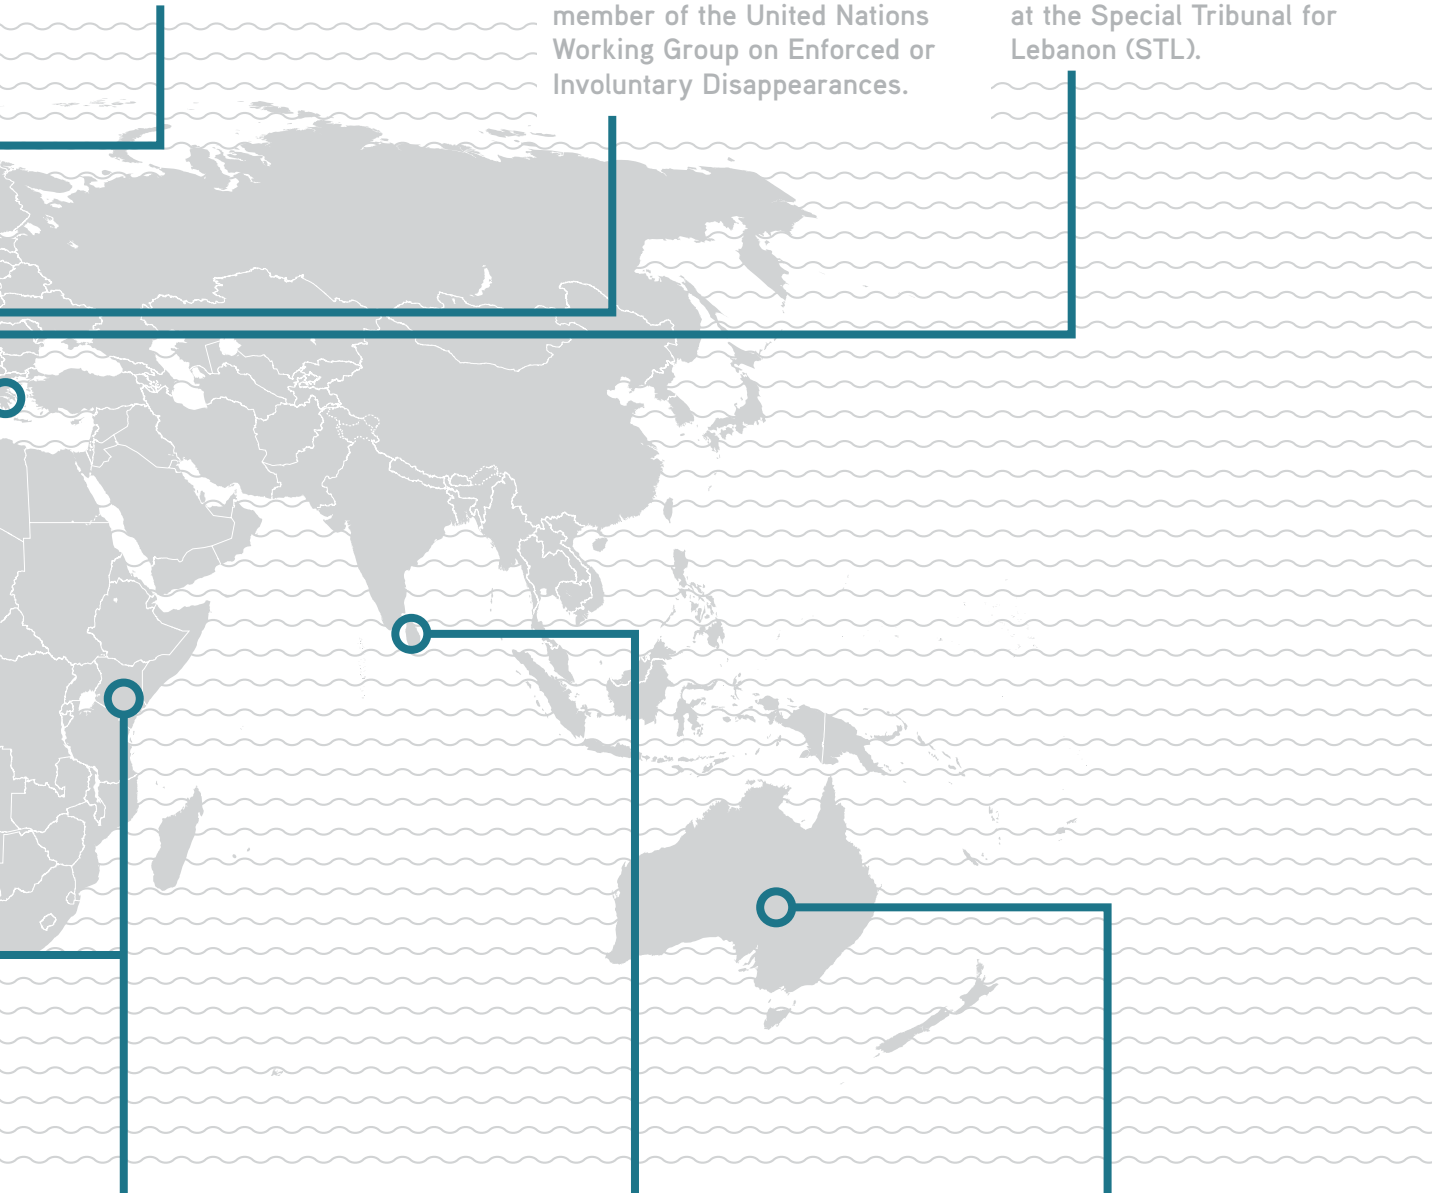 member of the United Nations
Working Group on Enforced or
Involuntary Disappearances.
at the Special Tribunal for
Lebanon (STL).